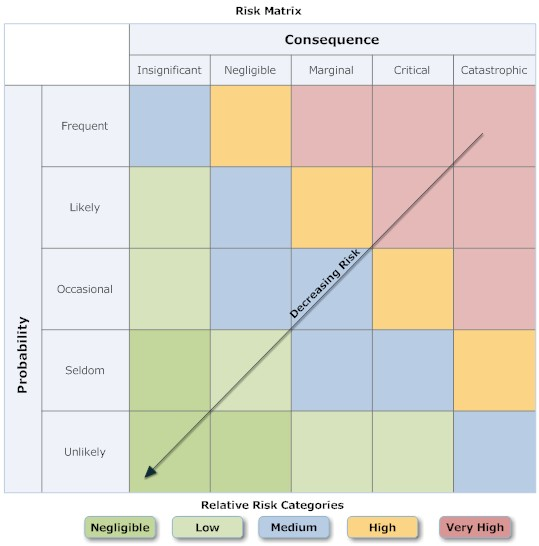 Risk Matrix
Consequence
Insignificant Negligible Marginal Critical Catastrophic
Probability
Frequent
Likely
Occasional
Seldom
Unlikely
Decreasing Risk
Relative Risk Categories
Negligible Low Medium High Very High